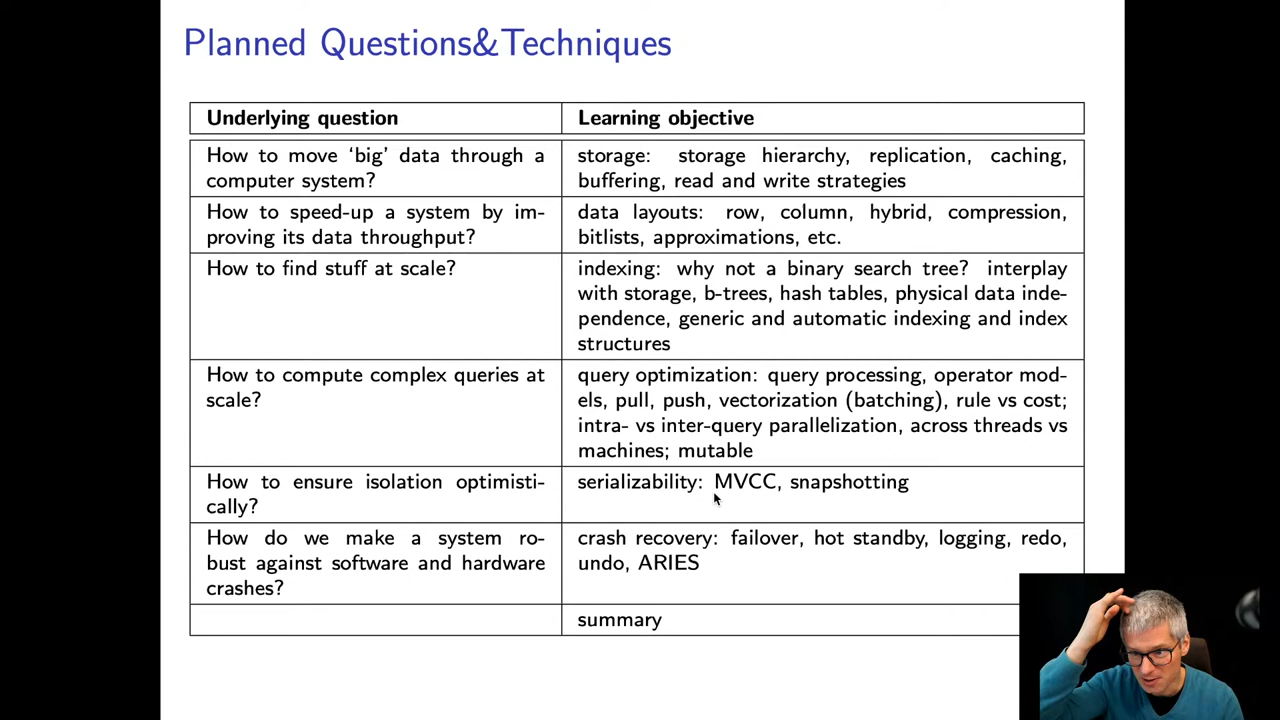 Planned Questions&Techniques
Underlying question
Learning objective
How to move ‘big’ data through a
computer system?
storage: storage hierarchy, replication, caching,
buffering, read and write strategies
How to speed-up a system by im-
proving its data throughput?
data layouts: row, column, hybrid, compression,
bitlists, approximations, etc.
How to find stuff at scale?
indexing: why not a binary search tree? interplay
with storage, b-trees, hash tables, physical data inde-
pendence, generic and automatic indexing and index
structures
How to compute complex queries at
scale?
query optimization: query processing, operator mod-
els, pull, push, vectorization (batching), rule vs cost;
intra- vs inter-query parallelization, across threads vs
machines; mutable
How to ensure isolation optimisti-
cally?
serializability: MVCC, snapshotting
How do we make a system ro-
bust against software and hardware
crashes?
crash recovery: failover, hot standby, logging, redo,
undo, ARIES
summary